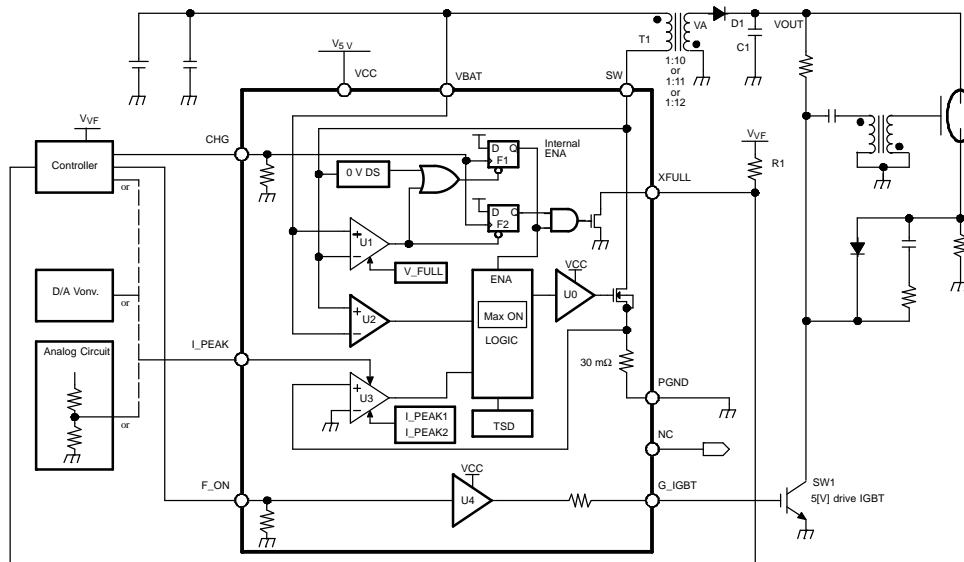 T1
VA
D1
C1
VOUT
1:10
or
1:11
or
1:12
V5 V
VCC
VBAT
SW
VVF
Controller
CHG
or
0 V DS
D Q
F1
Internal
ENA
D Q
F2
XFULL
VVF
R1
+
−
U1
V_FULL
D/A Vonv.
or
+
−
U2
ENA
Max ON
LOGIC
VCC
U0
Analog Circuit
or
I_PEAK
+
−
U3
I_PEAK1
I_PEAK2
TSD
30 mΩ
PGND
NC
F_ON
VCC
U4
G_IGBT
SW1
5[V] drive IGBT